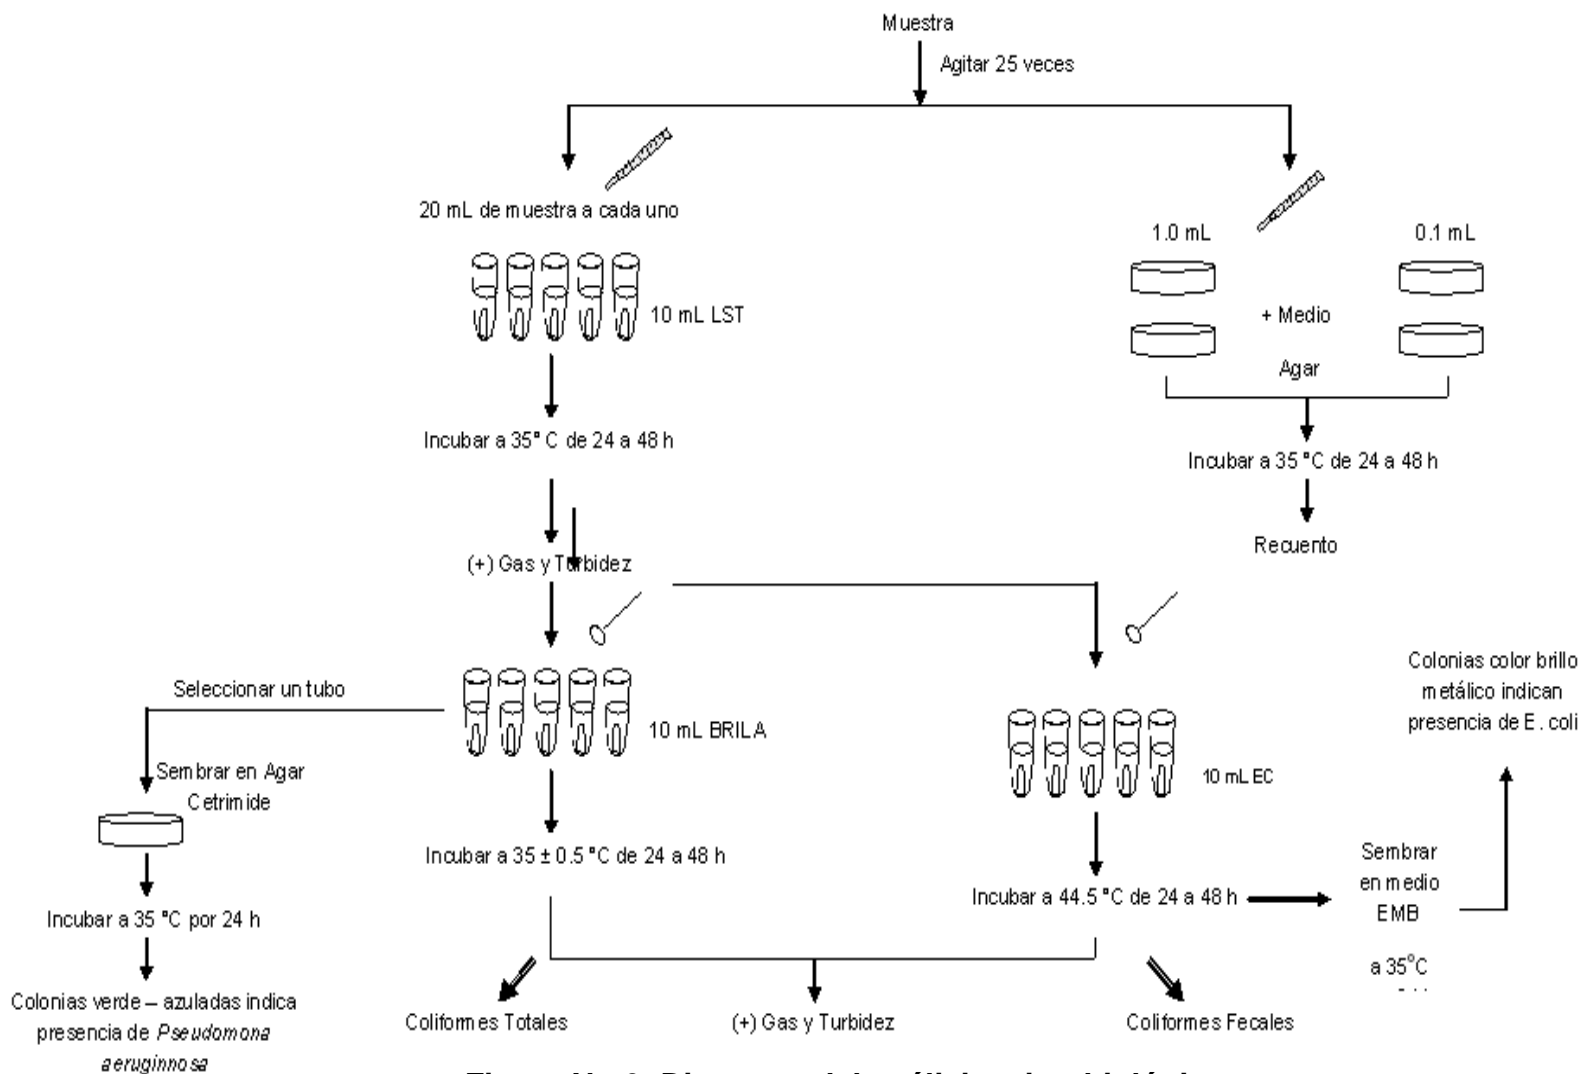 Muestra
Agitar 25 veces
20 mL de muestra a cada uno
1.0 mL
0.1 mL
10 mL LST
+ Medio
Agar
Incubar a 35° C de 24 a 48 h
Incubar a 35 °C de 24 a 48 h
(+) Gas y Turbidez
Recuento
Seleccionar un tubo
10 mL BRILA
10 mL EC
Colonias color brillo
metálico indican
presencia de E. coli
Sembrar en Agar
Cetrimide
Incubar a 35 ± 0.5 °C de 24 a 48 h
Incubar a 44.5 °C de 24 a 48 h
Sembrar
en medio
EMB
a 35°C
Incubar a 35 °C por 24 h
Colonias verde – azuladas indica
presencia de Pseudomona
aeruginnosa
Coliformes Totales
(+) Gas y Turbidez
Coliformes Fecales